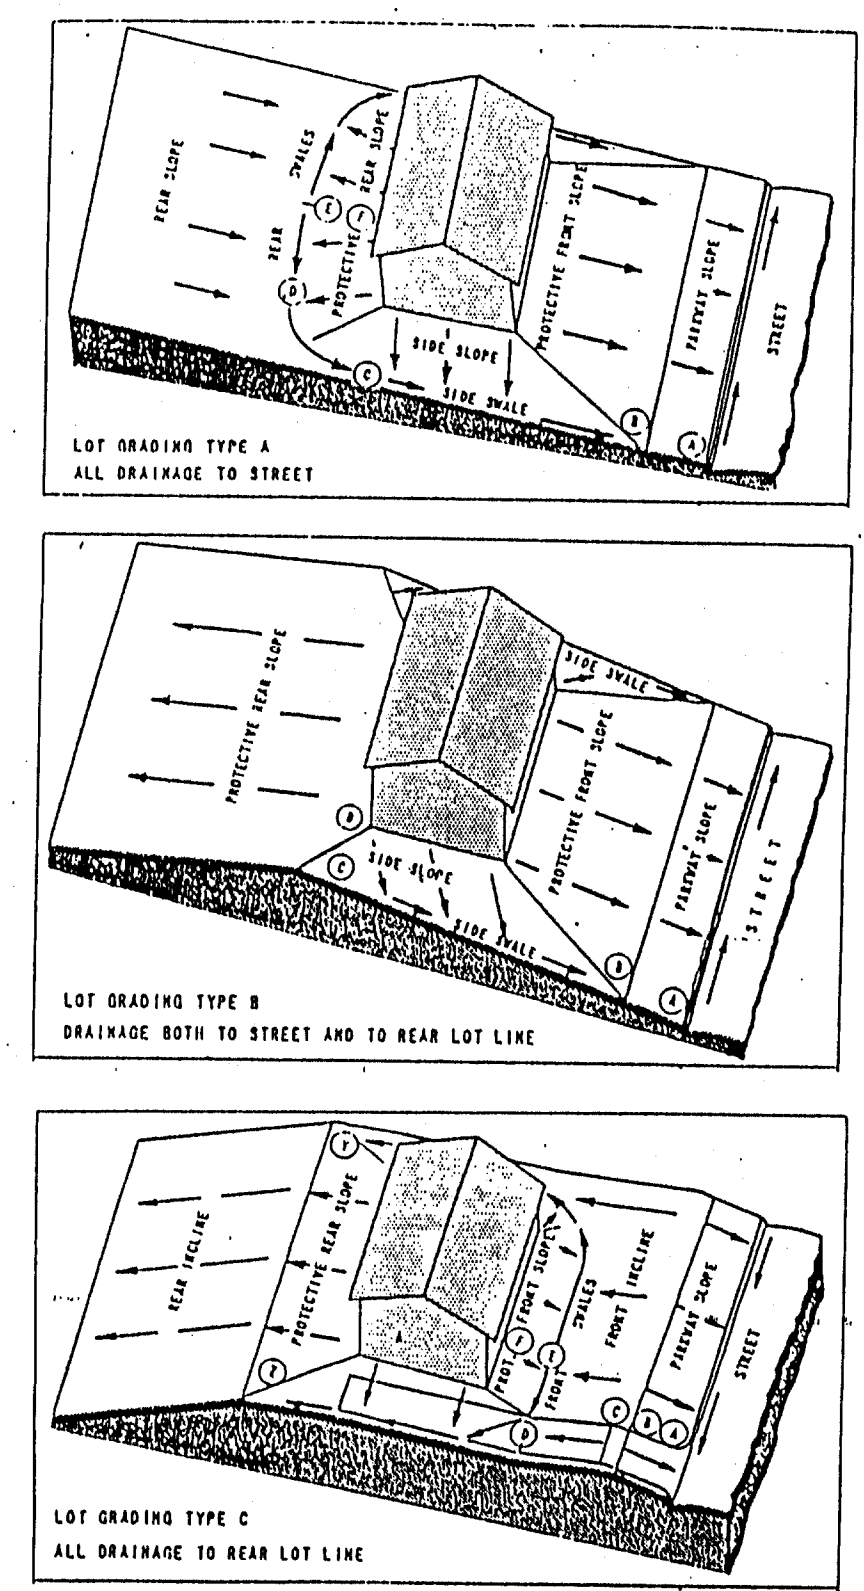 REAR SLOPE
SWALES
REAR SLOPE
REAR
E
F
PROTECTIVE
D
C
SIDE SLOPE
SIDE SWALE
PROTECTIVE FRONT SLOPE
PARKWAY SLOPE
STREET
B
A
LOT GRADING TYPE A
ALL DRAINAGE TO STREET
SIDE SWALE
PROTECTIVE REAR SLOPE
PROTECTIVE FRONT SLOPE
PARKWAY SLOPE
STREET
D
C
SIDE SLOPE
SIDE SWALE
B
A
LOT GRADING TYPE B
DRAINAGE BOTH TO STREET AND TO REAR LOT LINE
Y
REAR INCLINE
PROTECTIVE REAR SLOPE
PROT. FRONT SLOPE
SWALES
FRONT
FRONT INCLINE
PARKWAY SLOPE
STREET
A
F
E
Z
C
B
A
D
LOT GRADING TYPE C
ALL DRAINAGE TO REAR LOT LINE